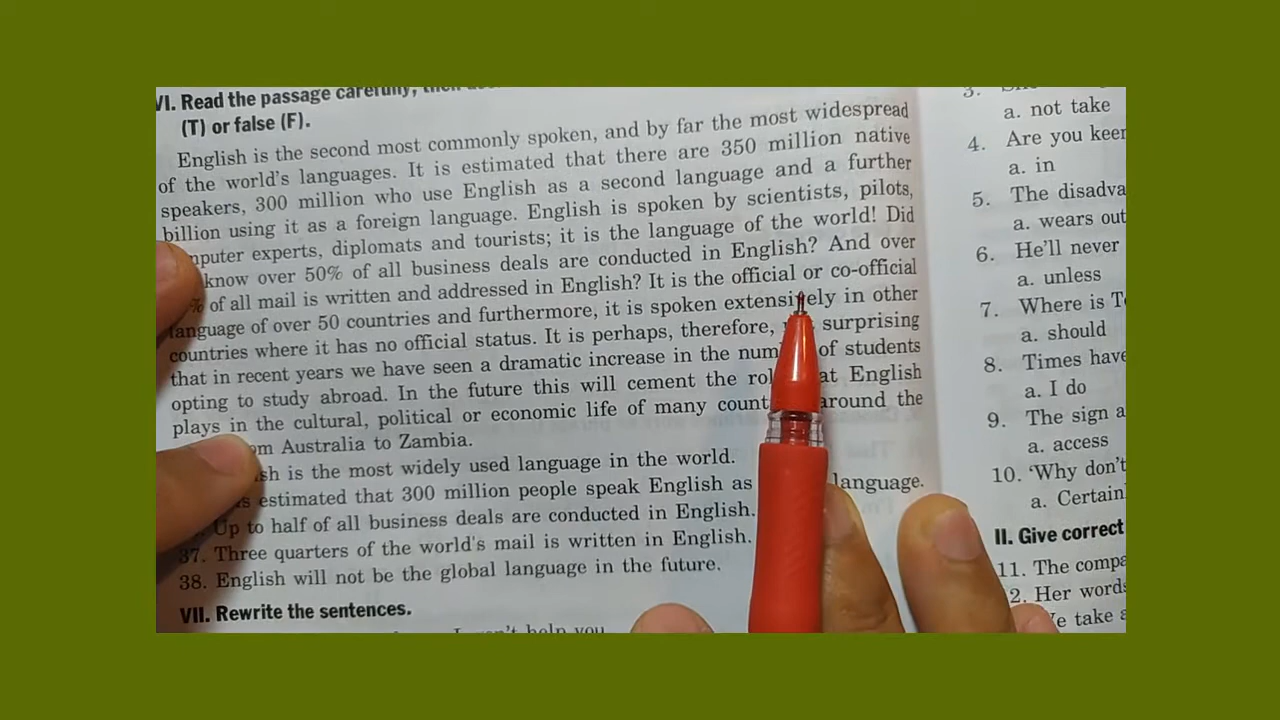 VI. Read the passage carefully, then
(T) or false (F).
English is the second most commonly spoken, and by far the most widespread
of the world's languages. It is estimated that there are 350 million native
speakers, 300 million who use English as a second language and a further
billion using it as a foreign language. English is spoken by scientists, pilots,
mputer experts, diplomats and tourists; it is the language of the world! Did
know over 50% of all business deals are conducted in English? And over
% of all mail is written and addressed in English? It is the official or co-official
language of over 50 countries and furthermore, it is spoken extensively in other
countries where it has no official status. It is perhaps, therefore, surprising
that in recent years we have seen a dramatic increase in the num of students
opting to study abroad. In the future this will cement the rol at English
plays in the cultural, political or economic life of many count around the
om Australia to Zambia.
sh is the most widely used language in the world.
s estimated that 300 million people speak English as language.
Up to half of all business deals are conducted in English.
37. Three quarters of the world's mail is written in English.
38. English will not be the global language in the future.
VII. Rewrite the sentences.
help you
3.
a. not take
4. Are you keen
a. in
5. The disadva
a. wears out
6. He'll never
a. unless
7. Where is T
a. should
8. Times have
a. I do
9. The sign a
a. access
10. 'Why don't
a. Certain
II. Give correct
11. The compa
2. Her words
e take a